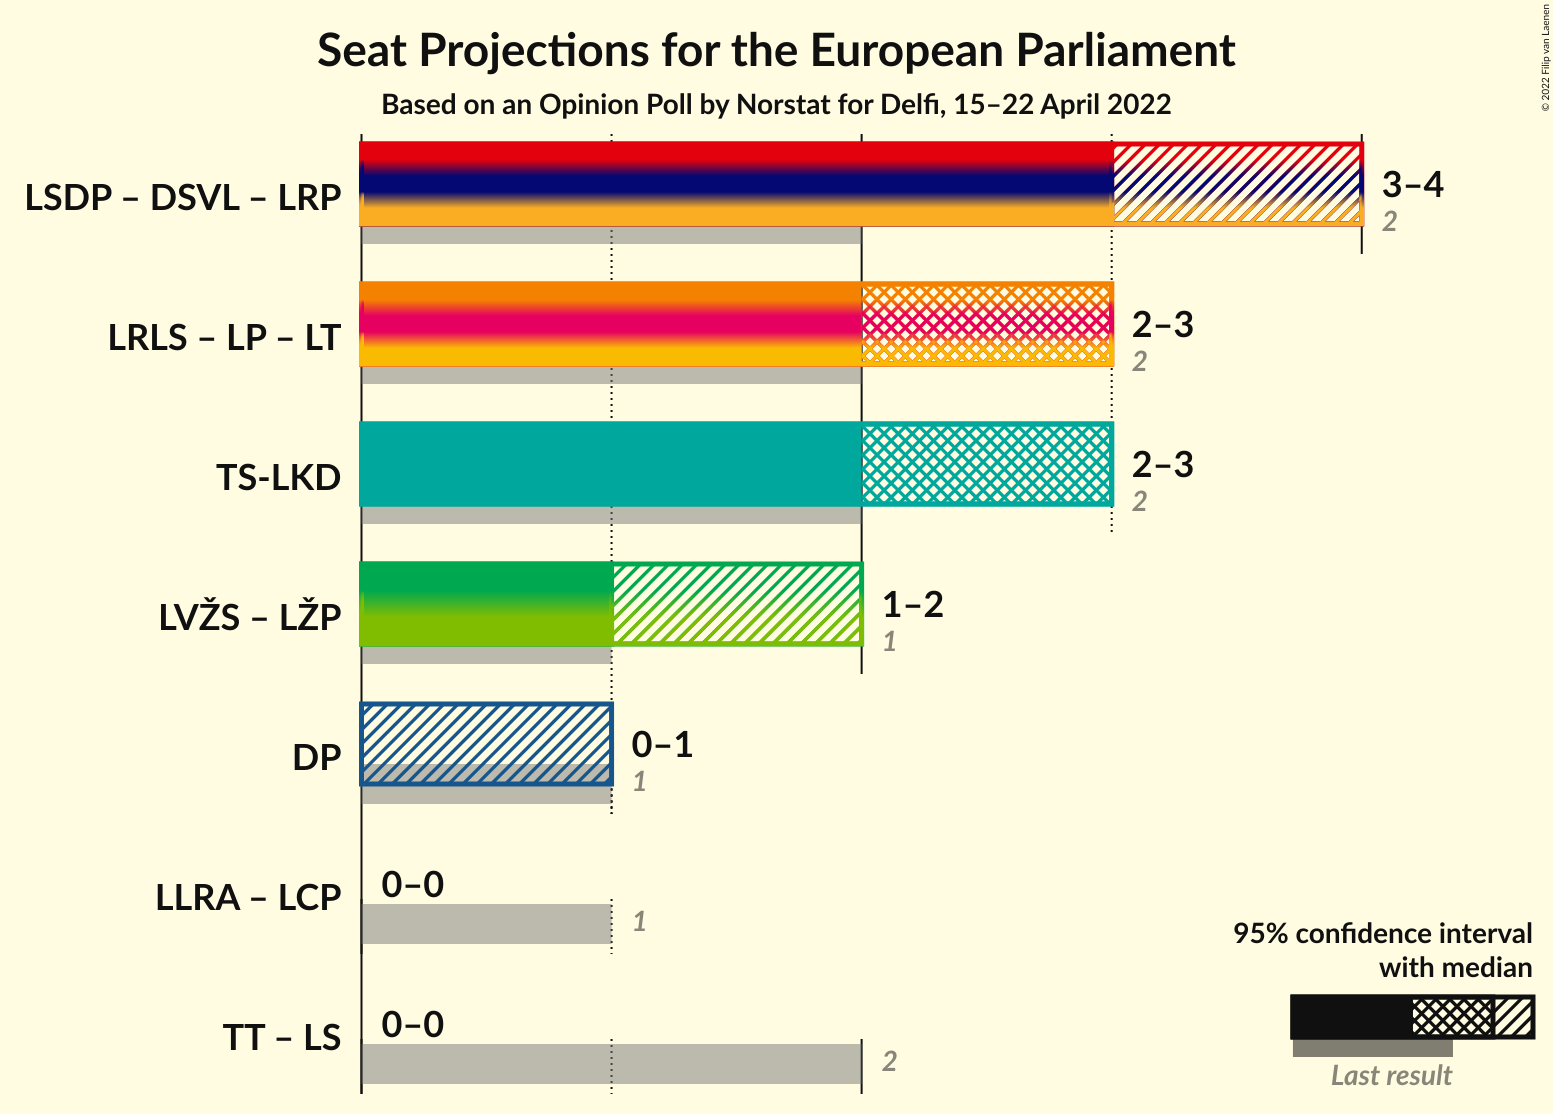 Seat Projections for the European Parliament
Based on an Opinion Poll by Norstat for Delfi, 15–22 April 2022
© 2022 Filip van Laenen
LSDP – DSVL – LRP
3–4
2
LRLS – LP – LT
2–3
2
TS-LKD
2–3
2
LVŽS – LŽP
1–2
1
DP
0–1
1
LLRA – LCP
0–0
1
TT – LS
0–0
2
95% confidence interval
with median
Last result